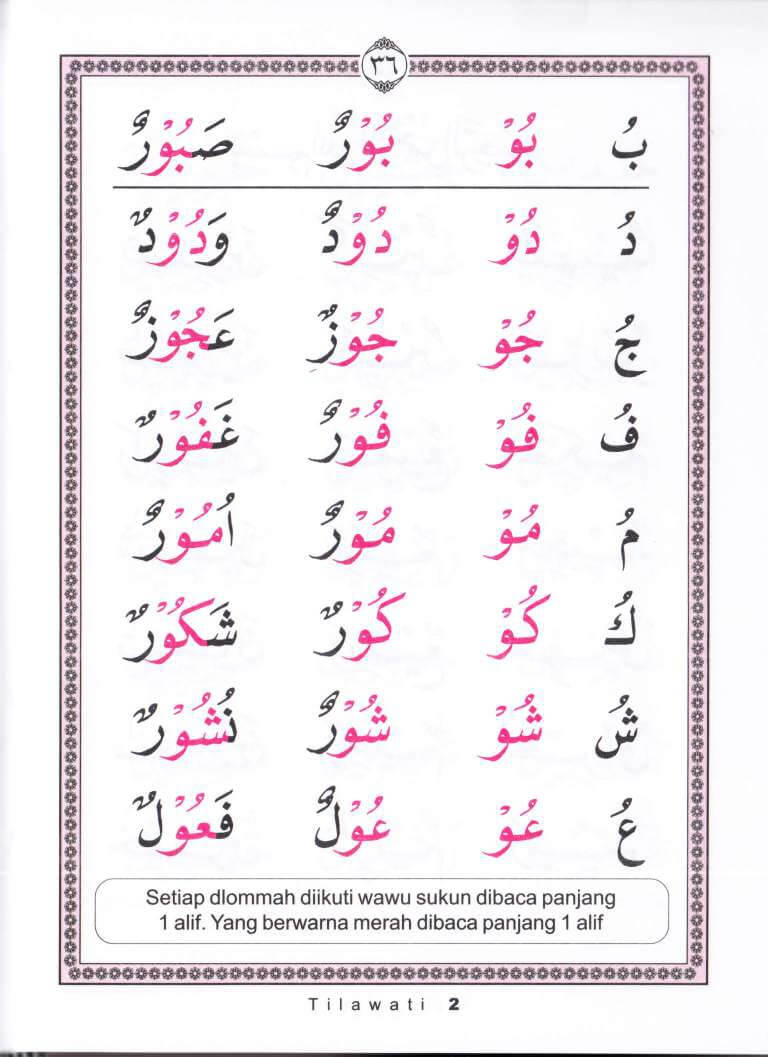 ٣٦
بُ بُوْ بُوْرٌ صَبُوْرٌ
دُ دُوْ دُوْدٌ وَدُوْدٌ
جُ جُوْ جُوْزٌ عَجُوْزٌ
فُ فُوْ فُوْرٌ غَفُوْرٌ
مُ مُوْ مُوْرٌ اُمُوْرٌ
كُ كُوْ كُوْرٌ شَكُوْرٌ
شُ شُوْ شُوْرٌ نُشُوْرٌ
عُ عُوْ عُوْلٌ فَعُوْلٌ
Setiap dlommah diikuti wawu sukun dibaca panjang
1 alif. Yang berwarna merah dibaca panjang 1 alif
Tilawati 2